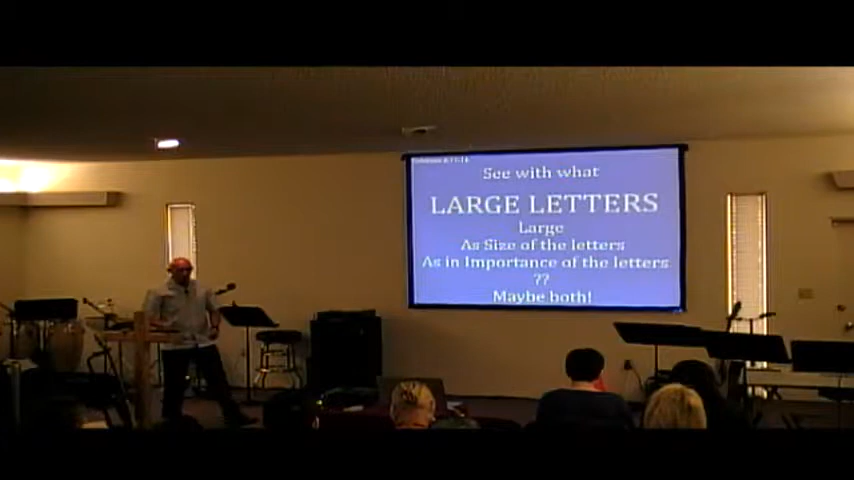 See with what
LARGE LETTERS
Large
As Size of the letters
As in Importance of the letters
??
Maybe both!